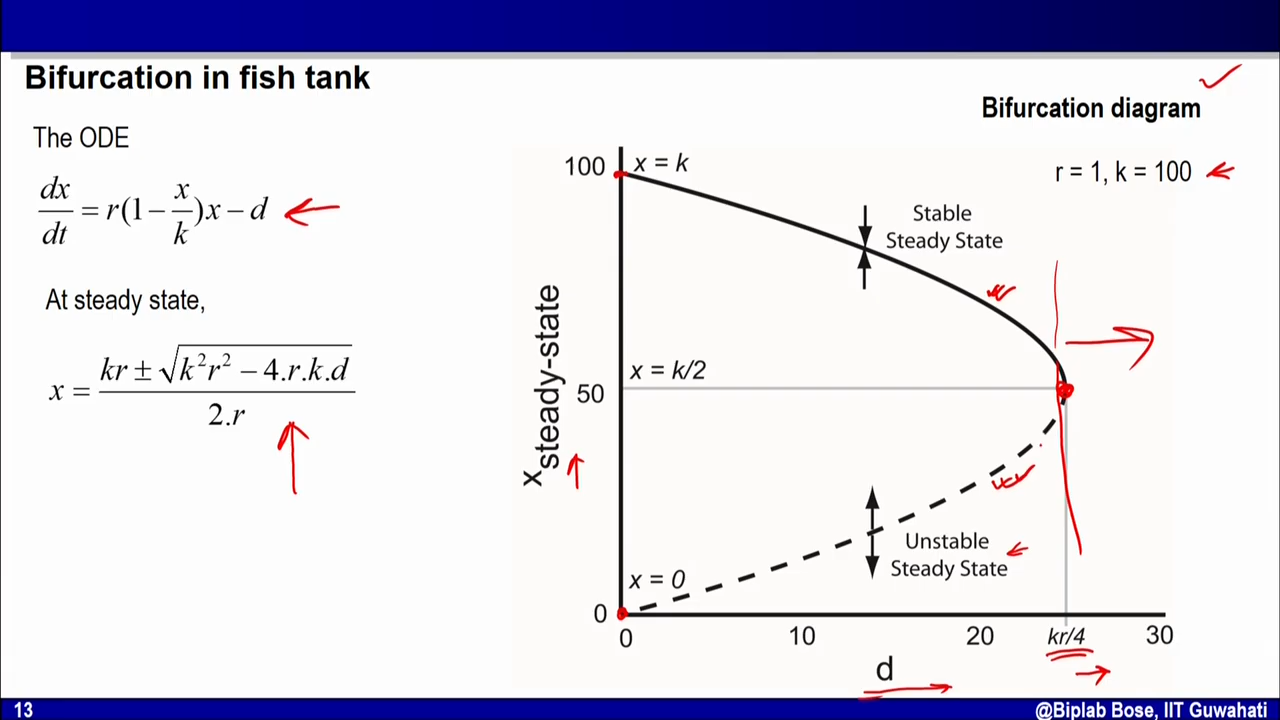 Bifurcation in fish tank
Bifurcation diagram
The ODE
dx/dt = r(1 − x/k)x − d
At steady state,
x = (kr ± √(k²r² − 4.r.k.d)) / 2.r
r = 1, k = 100
100
x = k
Stable
Steady State
x = k/2
50
x steady-state
Unstable
Steady State
x = 0
0
0
10
20
kr/4
30
d
13
@Biplab Bose, IIT Guwahati